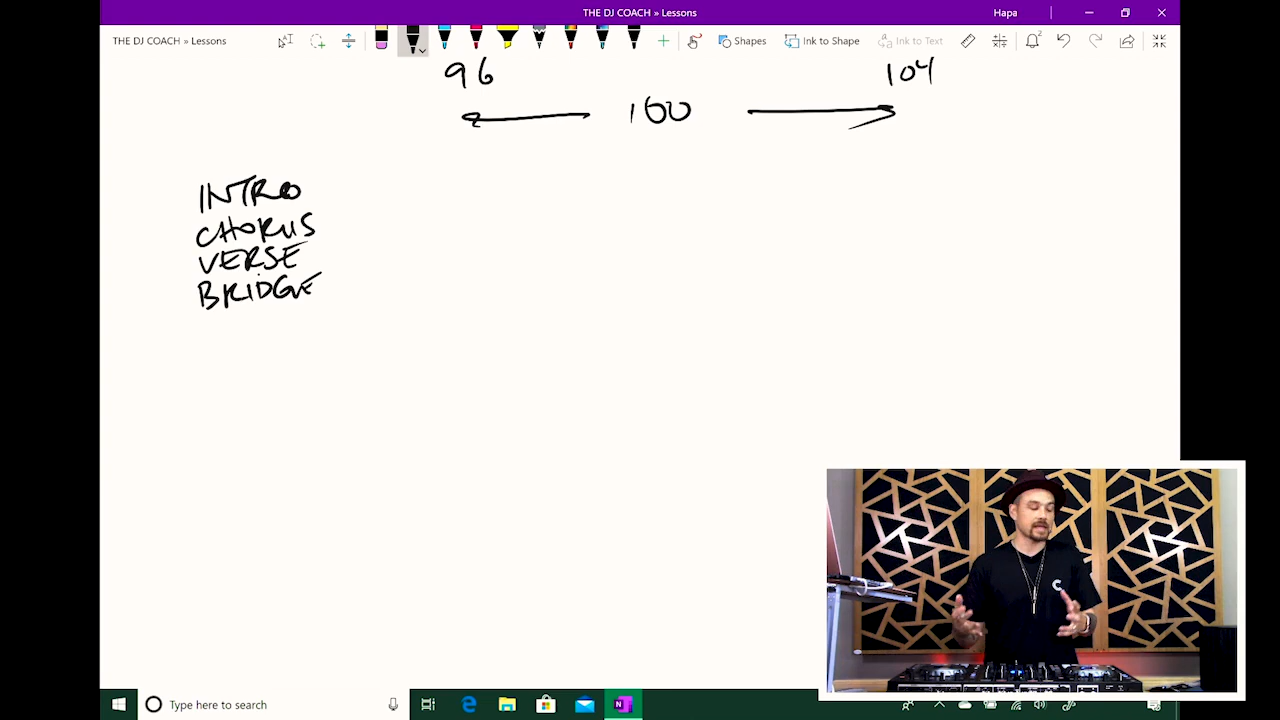 THE DJ COACH » Lessons
Hapa
THE DJ COACH » Lessons
Shapes
Ink to Shape
Ink to Text
96
104
100
INTRO
CHORUS
VERSE
BRIDGE
C
Type here to search